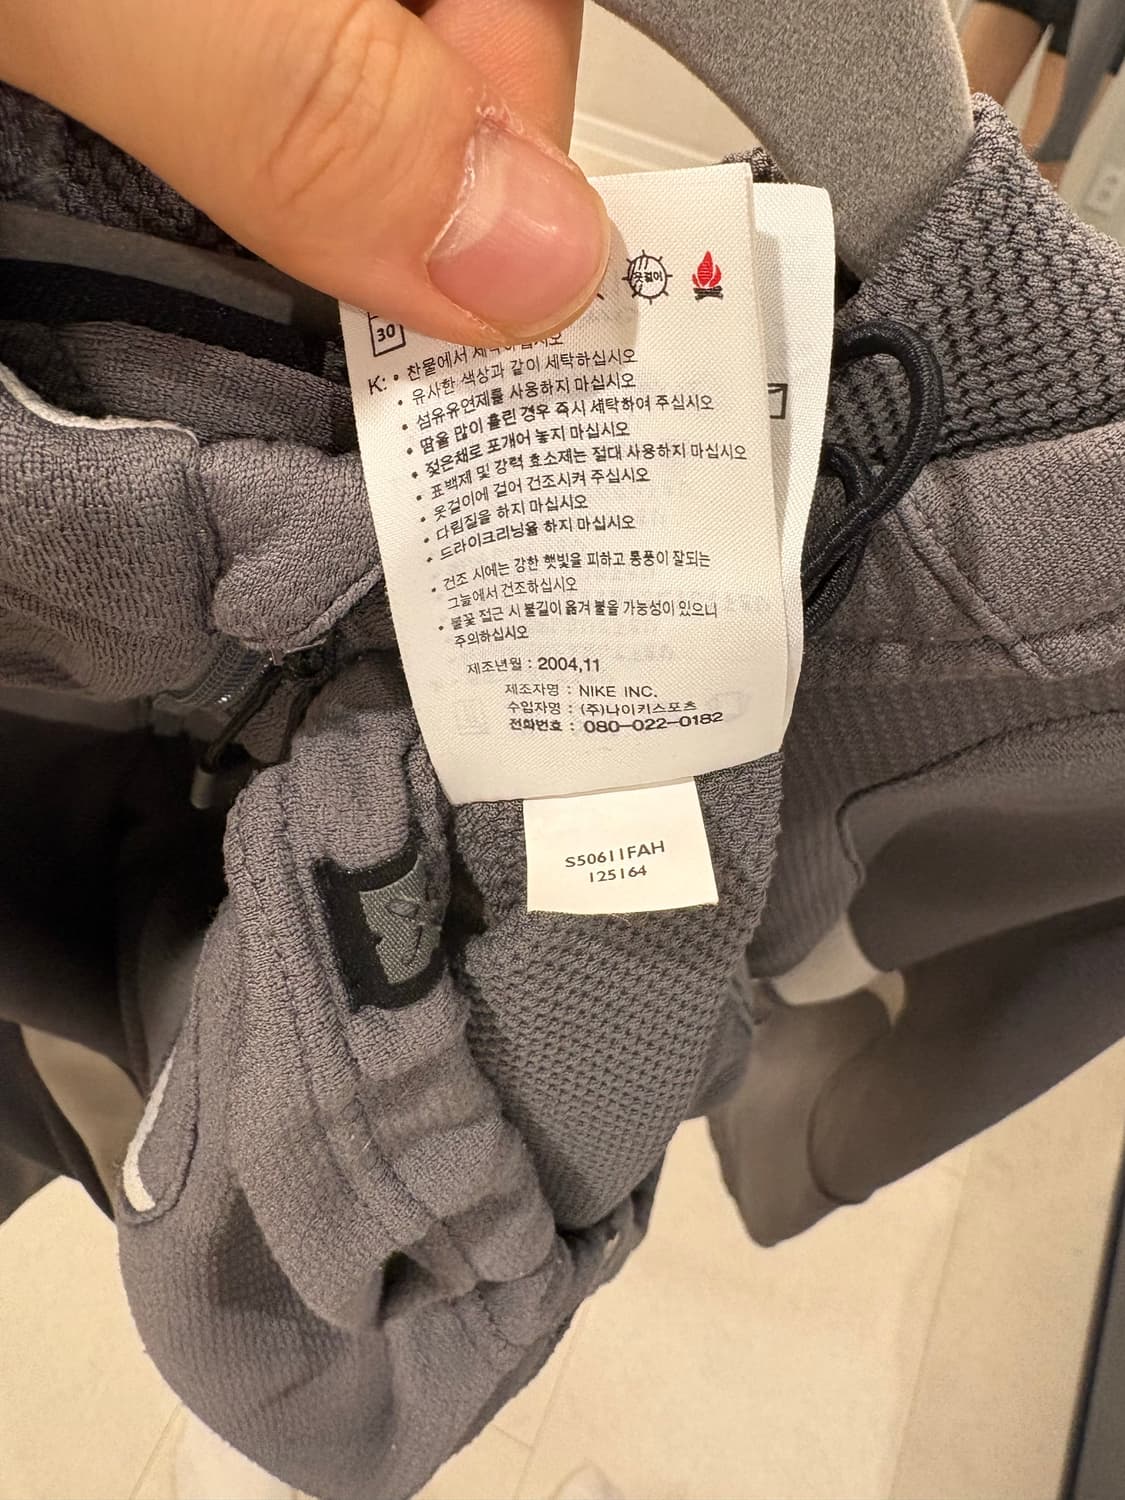 30
옷걸이
K: • 찬물에서 세탁하십시오
• 유사한 색상과 같이 세탁하십시오
• 섬유유연제를 사용하지 마십시오
• 땀을 많이 흘린 경우 즉시 세탁하여 주십시오
• 젖은채로 포개어 놓지 마십시오
• 표백제 및 강력 효소제는 절대 사용하지 마십시오
• 옷걸이에 걸어 건조시켜 주십시오
• 다림질을 하지 마십시오
• 드라이크리닝을 하지 마십시오
• 건조 시에는 강한 햇빛을 피하고 통풍이 잘되는
그늘에서 건조하십시오
• 불꽃 접근 시 불길이 옮겨 붙을 가능성이 있으니
주의하십시오
제조년월 : 2004,11
제조자명 : NIKE INC.
수입자명 : (주)나이키스포츠
전화번호 : 080-022-0182
S50611FAH
125164